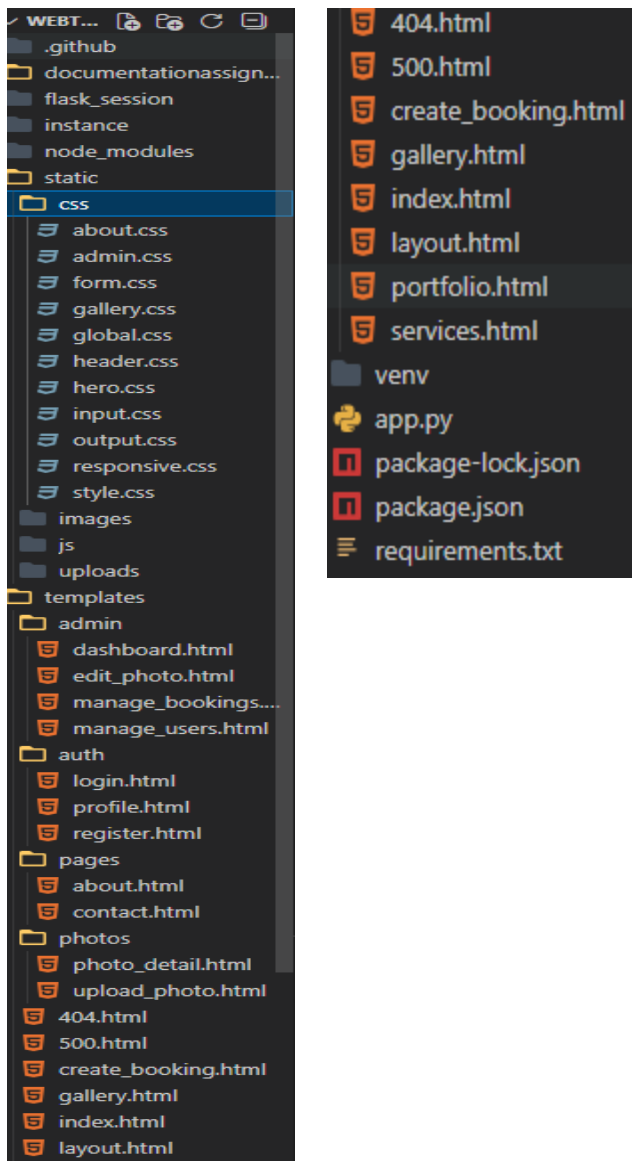 WEBT...
.github
documentationassign...
flask_session
instance
node_modules
static
css
about.css
admin.css
form.css
gallery.css
global.css
header.css
hero.css
input.css
output.css
responsive.css
style.css
images
js
uploads
templates
admin
dashboard.html
edit_photo.html
manage_bookings....
manage_users.html
auth
login.html
profile.html
register.html
pages
about.html
contact.html
photos
photo_detail.html
upload_photo.html
404.html
500.html
create_booking.html
gallery.html
index.html
layout.html
404.html
500.html
create_booking.html
gallery.html
index.html
layout.html
portfolio.html
services.html
venv
app.py
package-lock.json
package.json
requirements.txt